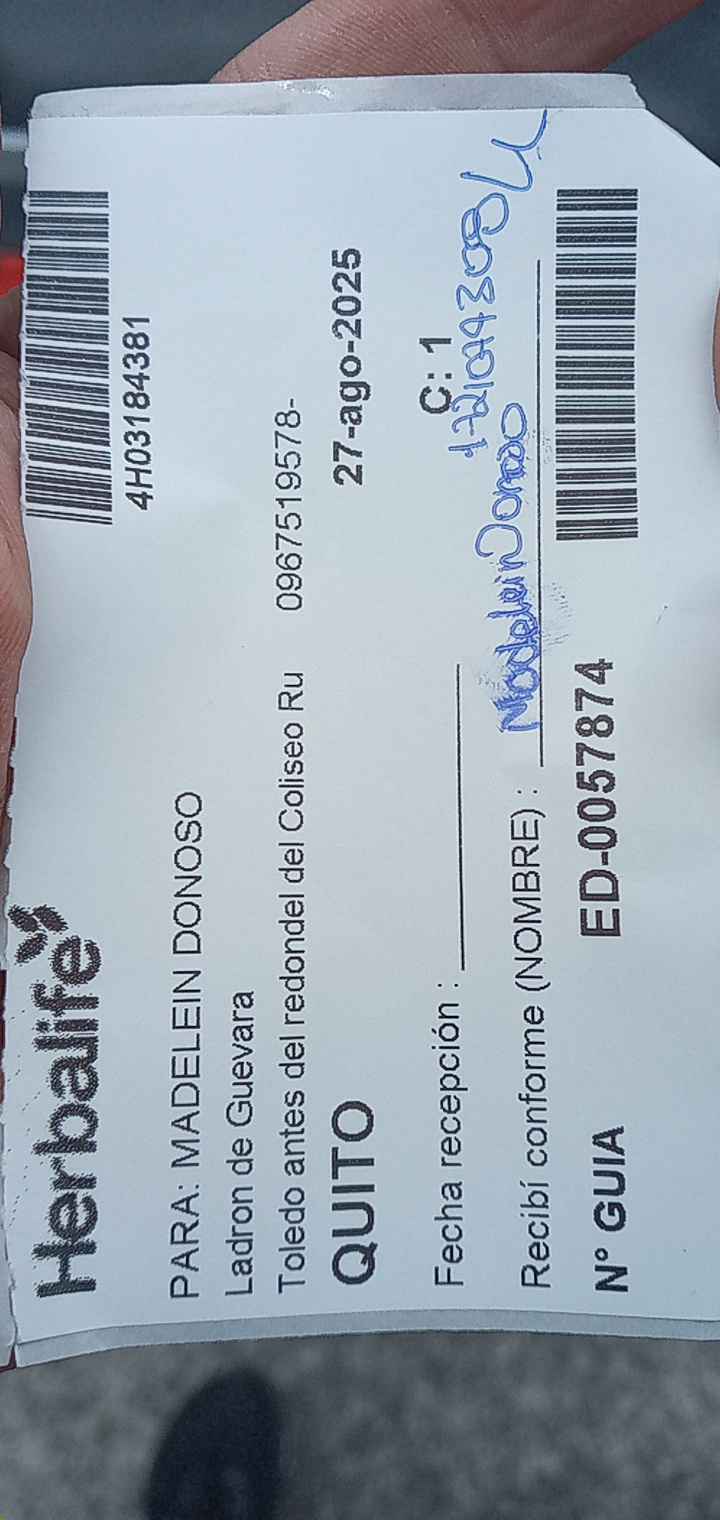 Herbalife
4H03184381
PARA: MADELEIN DONOSO
Ladron de Guevara
Toledo antes del redondel del Coliseo Ru 0967519578-
QUITO 27-ago-2025
Fecha recepción : C: 1
Recibí conforme (NOMBRE) : Madelein Donoso
N° GUIA ED-0057874